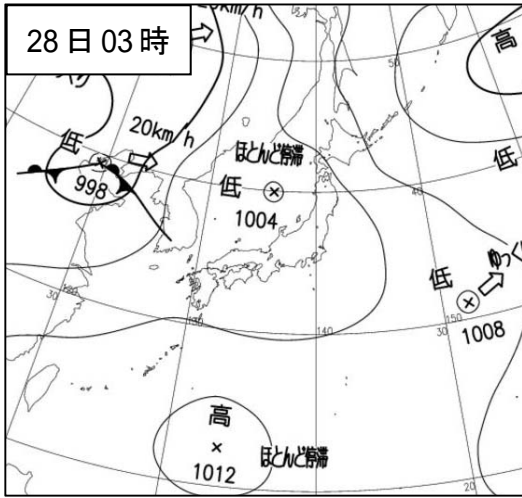 28日03時
km/h
高
低
20km/h
998
ほとんど停滞
低
1004
50
40
低
低
ゆっく
1008
30
150
140
30
130
高
1012
ほとんど停滞
20